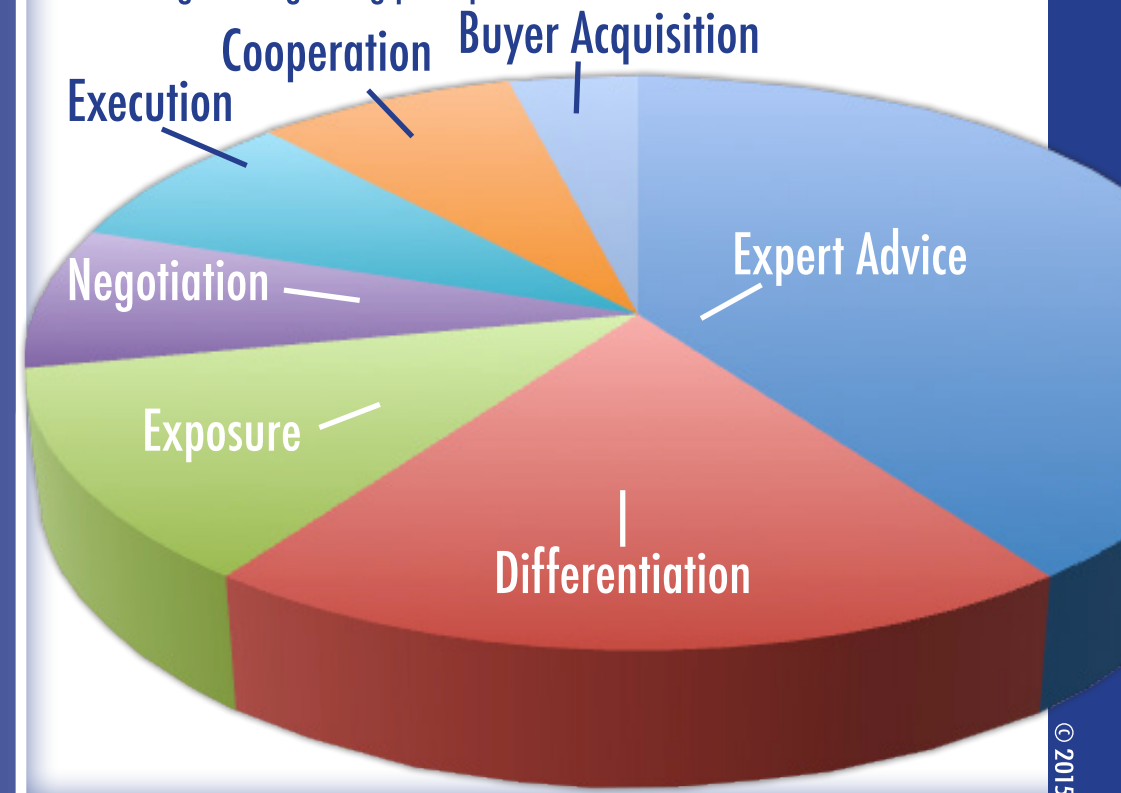 Buyer Acquisition
Cooperation
Execution
Expert Advice
Negotiation
Exposure
Differentiation
© 2015